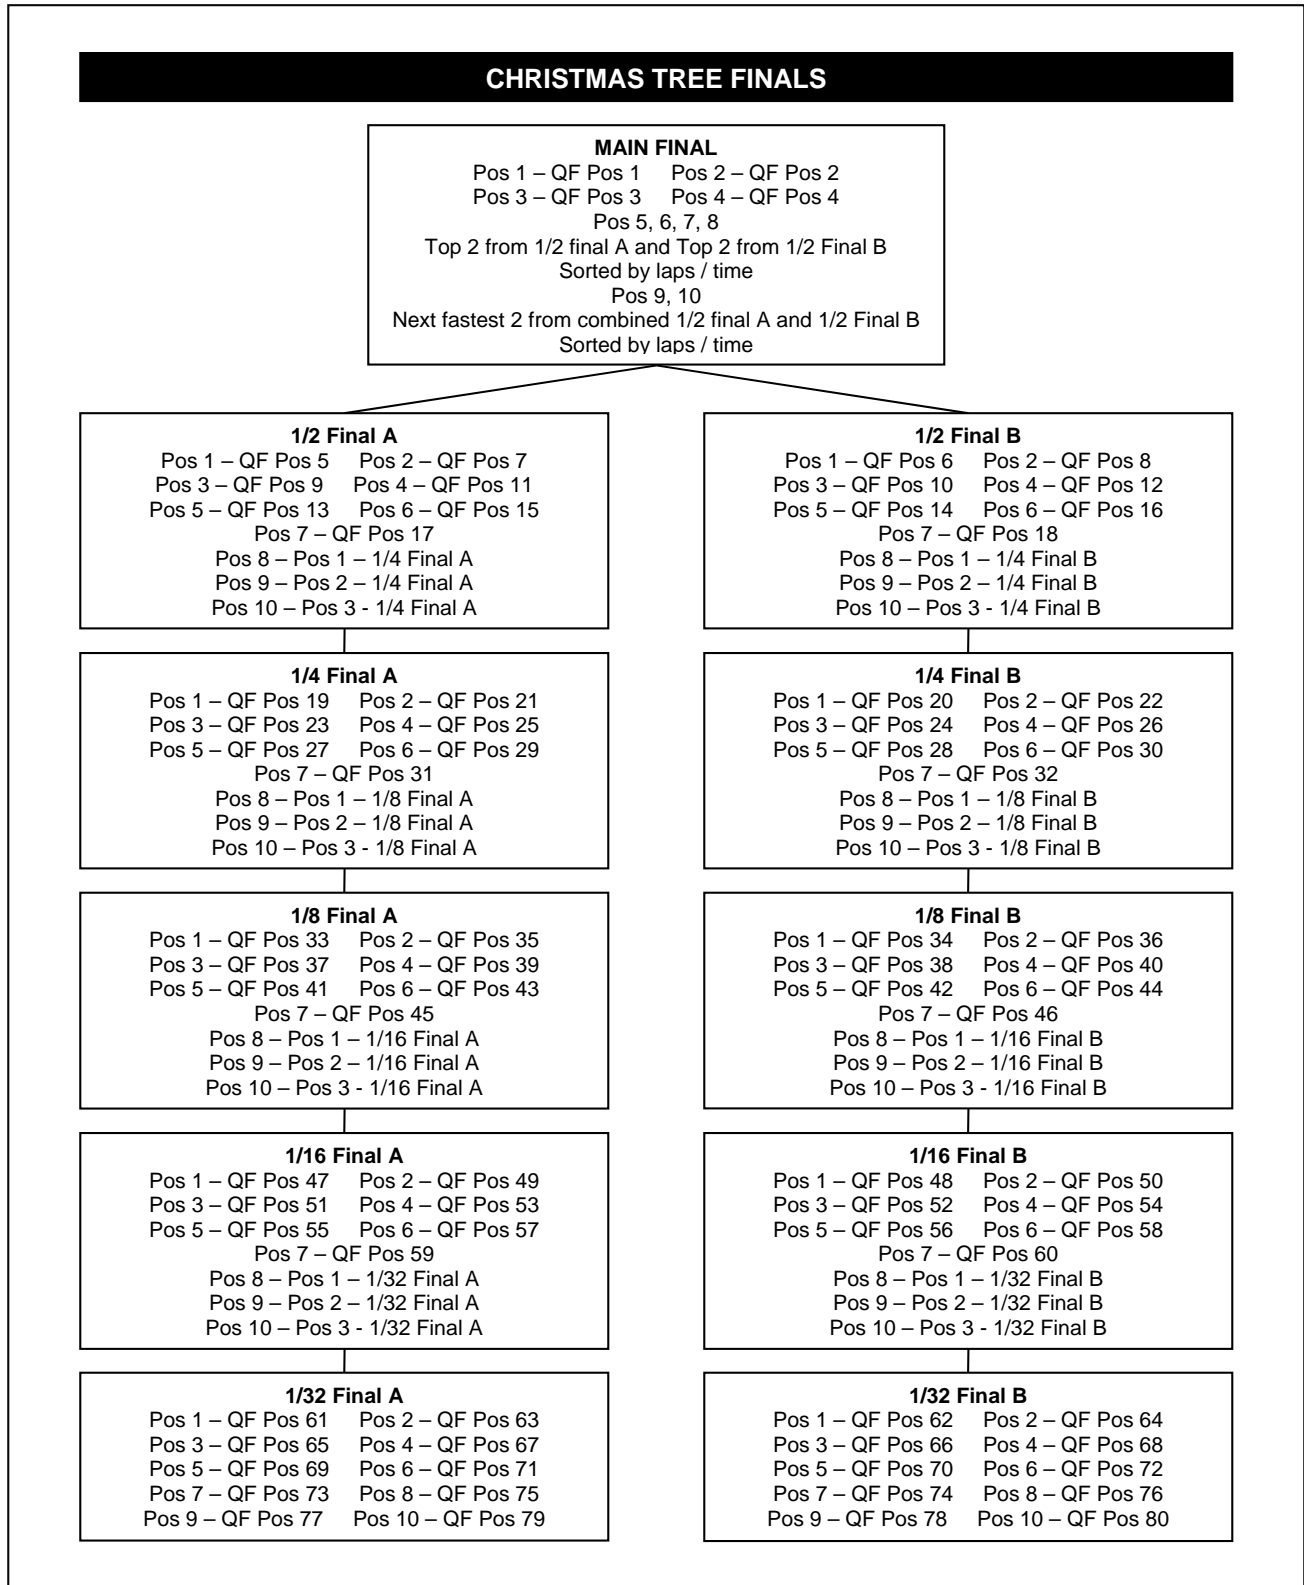 CHRISTMAS TREE FINALS
MAIN FINAL
Pos 1 – QF Pos 1 Pos 2 – QF Pos 2
Pos 3 – QF Pos 3 Pos 4 – QF Pos 4
Pos 5, 6, 7, 8
Top 2 from 1/2 final A and Top 2 from 1/2 Final B
Sorted by laps / time
Pos 9, 10
Next fastest 2 from combined 1/2 final A and 1/2 Final B
Sorted by laps / time
1/2 Final A
Pos 1 – QF Pos 5 Pos 2 – QF Pos 7
Pos 3 – QF Pos 9 Pos 4 – QF Pos 11
Pos 5 – QF Pos 13 Pos 6 – QF Pos 15
Pos 7 – QF Pos 17
Pos 8 – Pos 1 – 1/4 Final A
Pos 9 – Pos 2 – 1/4 Final A
Pos 10 – Pos 3 - 1/4 Final A
1/2 Final B
Pos 1 – QF Pos 6 Pos 2 – QF Pos 8
Pos 3 – QF Pos 10 Pos 4 – QF Pos 12
Pos 5 – QF Pos 14 Pos 6 – QF Pos 16
Pos 7 – QF Pos 18
Pos 8 – Pos 1 – 1/4 Final B
Pos 9 – Pos 2 – 1/4 Final B
Pos 10 – Pos 3 - 1/4 Final B
1/4 Final A
Pos 1 – QF Pos 19 Pos 2 – QF Pos 21
Pos 3 – QF Pos 23 Pos 4 – QF Pos 25
Pos 5 – QF Pos 27 Pos 6 – QF Pos 29
Pos 7 – QF Pos 31
Pos 8 – Pos 1 – 1/8 Final A
Pos 9 – Pos 2 – 1/8 Final A
Pos 10 – Pos 3 - 1/8 Final A
1/4 Final B
Pos 1 – QF Pos 20 Pos 2 – QF Pos 22
Pos 3 – QF Pos 24 Pos 4 – QF Pos 26
Pos 5 – QF Pos 28 Pos 6 – QF Pos 30
Pos 7 – QF Pos 32
Pos 8 – Pos 1 – 1/8 Final B
Pos 9 – Pos 2 – 1/8 Final B
Pos 10 – Pos 3 - 1/8 Final B
1/8 Final A
Pos 1 – QF Pos 33 Pos 2 – QF Pos 35
Pos 3 – QF Pos 37 Pos 4 – QF Pos 39
Pos 5 – QF Pos 41 Pos 6 – QF Pos 43
Pos 7 – QF Pos 45
Pos 8 – Pos 1 – 1/16 Final A
Pos 9 – Pos 2 – 1/16 Final A
Pos 10 – Pos 3 - 1/16 Final A
1/8 Final B
Pos 1 – QF Pos 34 Pos 2 – QF Pos 36
Pos 3 – QF Pos 38 Pos 4 – QF Pos 40
Pos 5 – QF Pos 42 Pos 6 – QF Pos 44
Pos 7 – QF Pos 46
Pos 8 – Pos 1 – 1/16 Final B
Pos 9 – Pos 2 – 1/16 Final B
Pos 10 – Pos 3 - 1/16 Final B
1/16 Final A
Pos 1 – QF Pos 47 Pos 2 – QF Pos 49
Pos 3 – QF Pos 51 Pos 4 – QF Pos 53
Pos 5 – QF Pos 55 Pos 6 – QF Pos 57
Pos 7 – QF Pos 59
Pos 8 – Pos 1 – 1/32 Final A
Pos 9 – Pos 2 – 1/32 Final A
Pos 10 – Pos 3 - 1/32 Final A
1/16 Final B
Pos 1 – QF Pos 48 Pos 2 – QF Pos 50
Pos 3 – QF Pos 52 Pos 4 – QF Pos 54
Pos 5 – QF Pos 56 Pos 6 – QF Pos 58
Pos 7 – QF Pos 60
Pos 8 – Pos 1 – 1/32 Final B
Pos 9 – Pos 2 – 1/32 Final B
Pos 10 – Pos 3 - 1/32 Final B
1/32 Final A
Pos 1 – QF Pos 61 Pos 2 – QF Pos 63
Pos 3 – QF Pos 65 Pos 4 – QF Pos 67
Pos 5 – QF Pos 69 Pos 6 – QF Pos 71
Pos 7 – QF Pos 73 Pos 8 – QF Pos 75
Pos 9 – QF Pos 77 Pos 10 – QF Pos 79
1/32 Final B
Pos 1 – QF Pos 62 Pos 2 – QF Pos 64
Pos 3 – QF Pos 66 Pos 4 – QF Pos 68
Pos 5 – QF Pos 70 Pos 6 – QF Pos 72
Pos 7 – QF Pos 74 Pos 8 – QF Pos 76
Pos 9 – QF Pos 78 Pos 10 – QF Pos 80